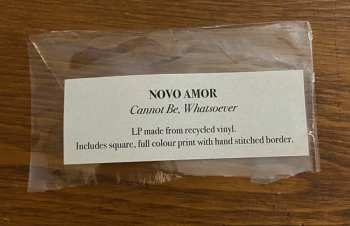 NOVO AMOR
Cannot Be, Whatsoever
LP made from recycled vinyl.
Includes square, full colour print with hand stitched border.